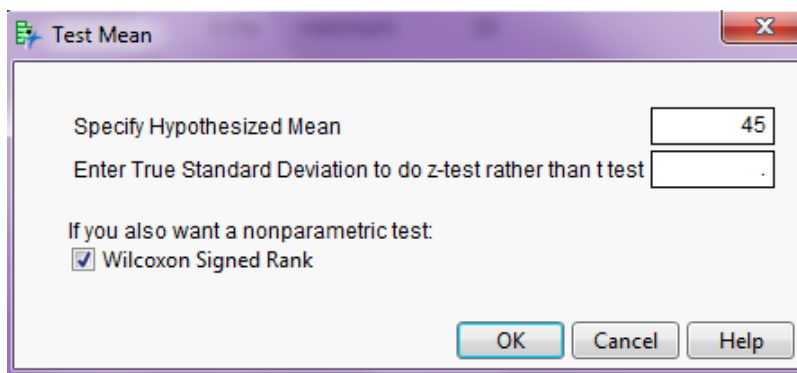 Test Mean
Specify Hypothesized Mean 45
Enter True Standard Deviation to do z-test rather than t test .
If you also want a nonparametric test:
Wilcoxon Signed Rank
OK Cancel Help